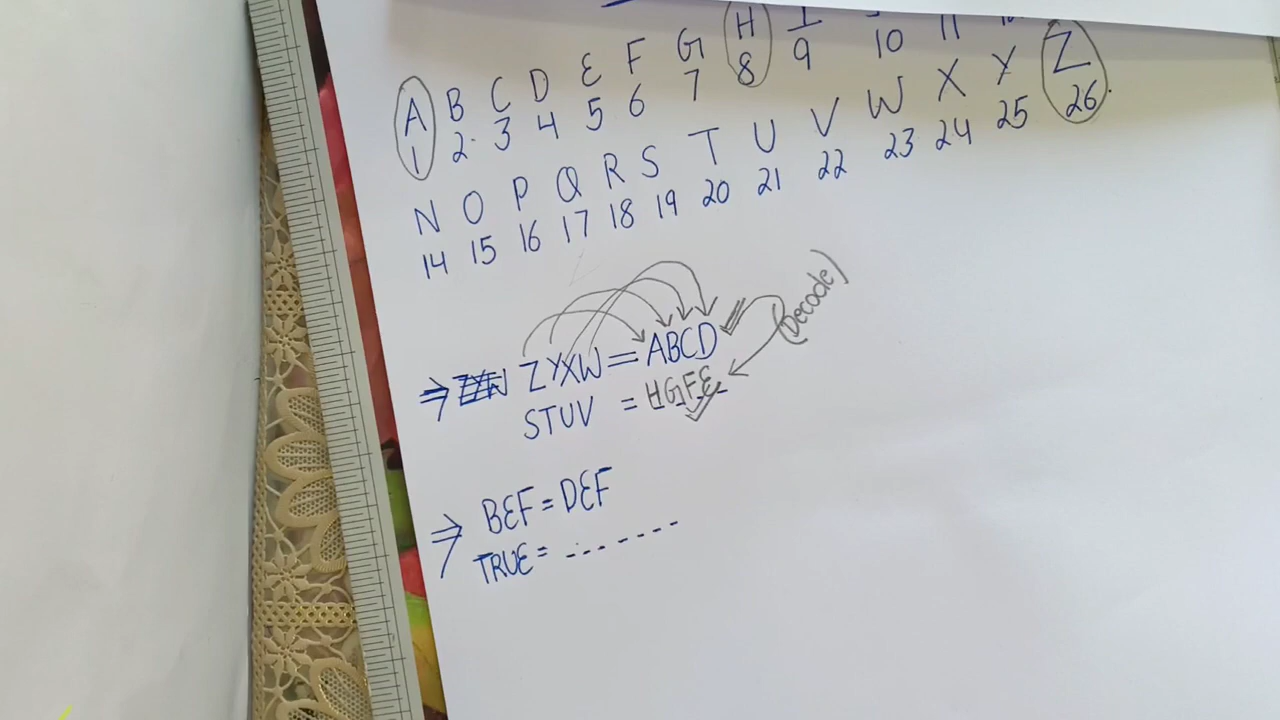 A B C D E F G H I
1 2 3 4 5 6 7 8 9 10 11
N O P Q R S T U V W X Y Z
14 15 16 17 18 19 20 21 22 23 24 25 26
⇒ ZYXW = ABCD
(Decode)
STUV = HGFE
⇒ BEF = DEF
TRUE = -------